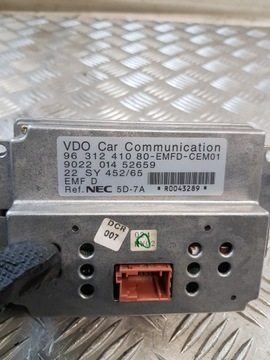 VDO Car Communication
96 312 410 80-EMFD-CEM01
9022 014 52659
22 SY 452/65
EMF D
Ref. NEC 5D-7A
* R0043289 *
DCR
007